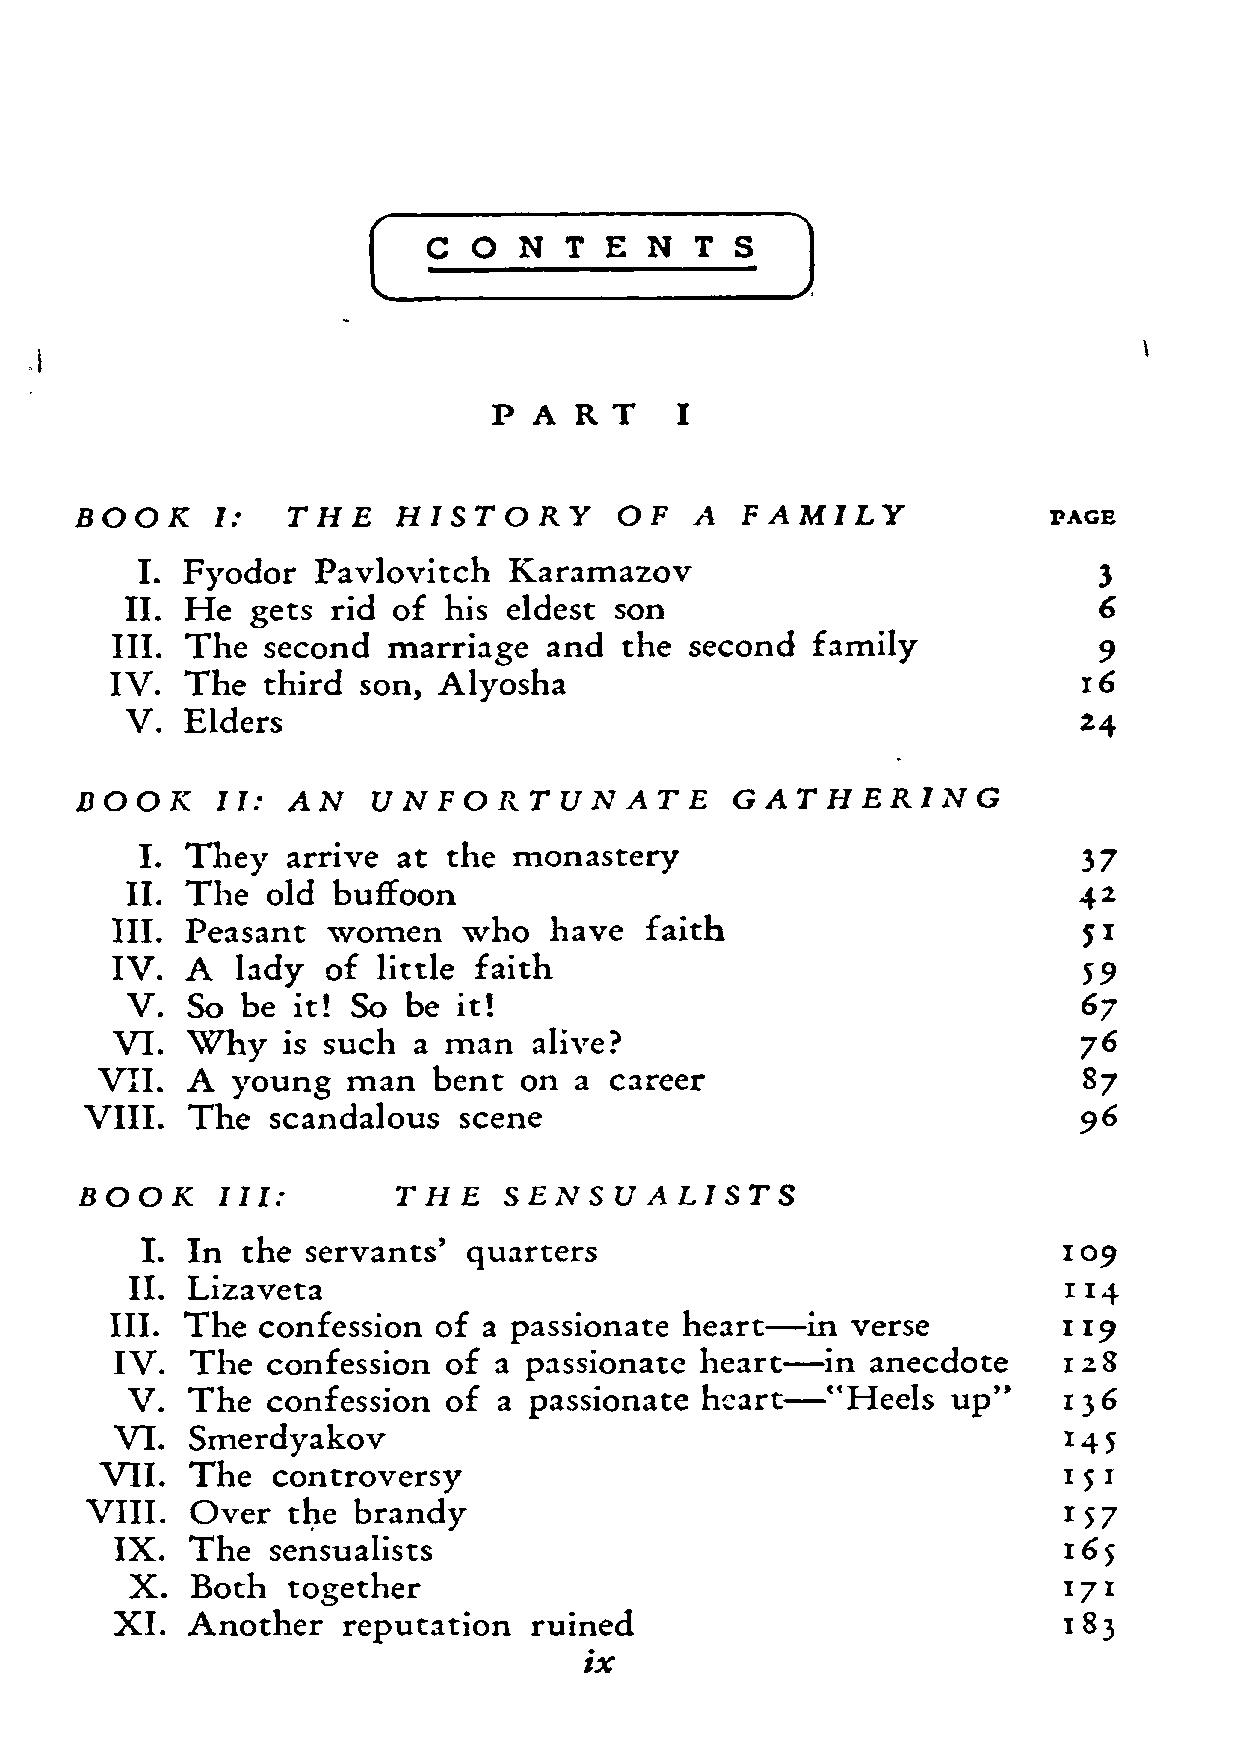 CONTENTS
PART I
BOOK I: THE HISTORY OF A FAMILY PAGE
I. Fyodor Pavlovitch Karamazov 3
II. He gets rid of his eldest son 6
III. The second marriage and the second family 9
IV. The third son, Alyosha 16
V. Elders 24
BOOK II: AN UNFORTUNATE GATHERING
I. They arrive at the monastery 37
II. The old buffoon 42
III. Peasant women who have faith 51
IV. A lady of little faith 59
V. So be it! So be it! 67
VI. Why is such a man alive? 76
VII. A young man bent on a career 87
VIII. The scandalous scene 96
BOOK III: THE SENSUALISTS
I. In the servants' quarters 109
II. Lizaveta 114
III. The confession of a passionate heart—in verse 119
IV. The confession of a passionate heart—in anecdote 128
V. The confession of a passionate heart—"Heels up" 136
VI. Smerdyakov 145
VII. The controversy 151
VIII. Over the brandy 157
IX. The sensualists 165
X. Both together 171
XI. Another reputation ruined 183
ix